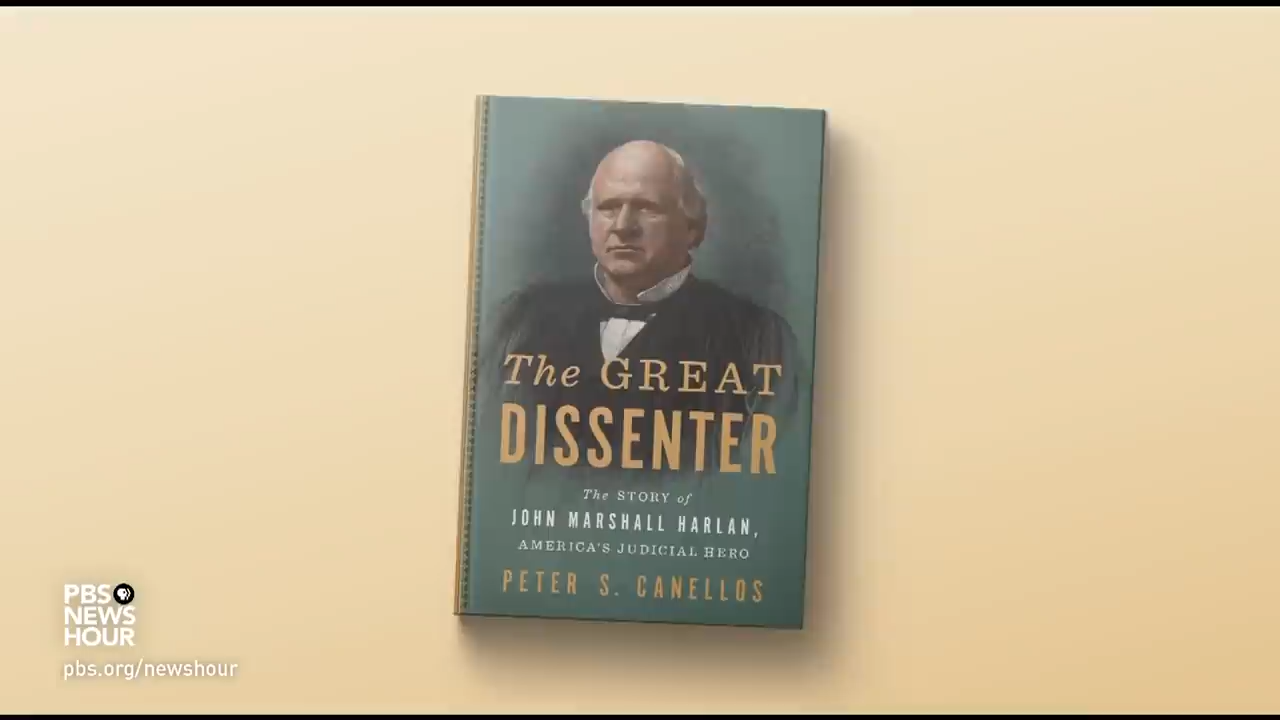 The GREAT
DISSENTER
The STORY of
JOHN MARSHALL HARLAN,
AMERICA'S JUDICIAL HERO
PETER S. CANELLOS
PBS
NEWS
HOUR
pbs.org/newshour